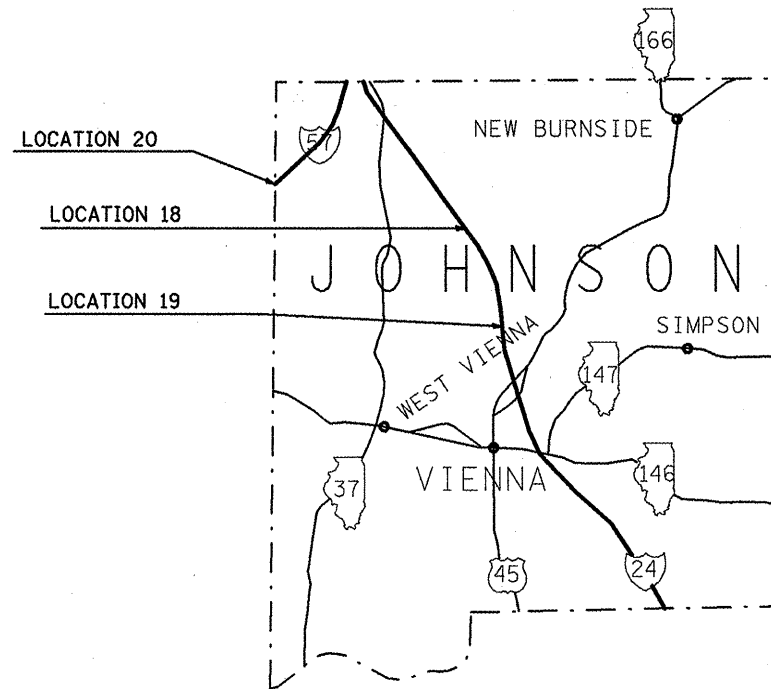 166
NEW BURNSIDE
57
LOCATION 20
LOCATION 18
JOHNSON
LOCATION 19
SIMPSON
WEST VIENNA
147
VIENNA
146
37
45
24